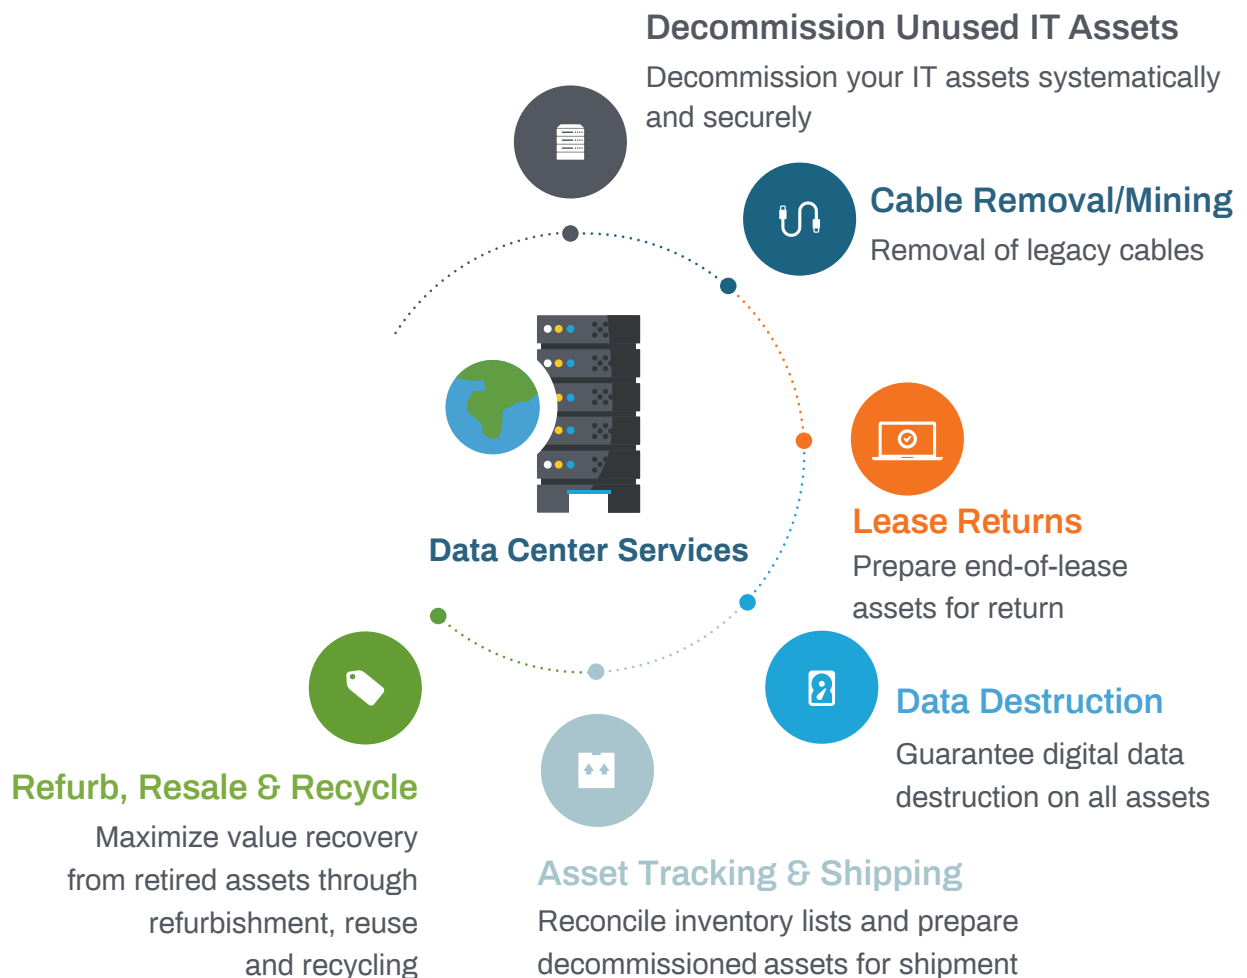 Decommission Unused IT Assets
Decommission your IT assets systematically
and securely
Cable Removal/Mining
Removal of legacy cables
Lease Returns
Prepare end-of-lease
assets for return
Data Center Services
Data Destruction
Guarantee digital data
destruction on all assets
Asset Tracking & Shipping
Reconcile inventory lists and prepare
decommissioned assets for shipment
Refurb, Resale & Recycle
Maximize value recovery
from retired assets through
refurbishment, reuse
and recycling